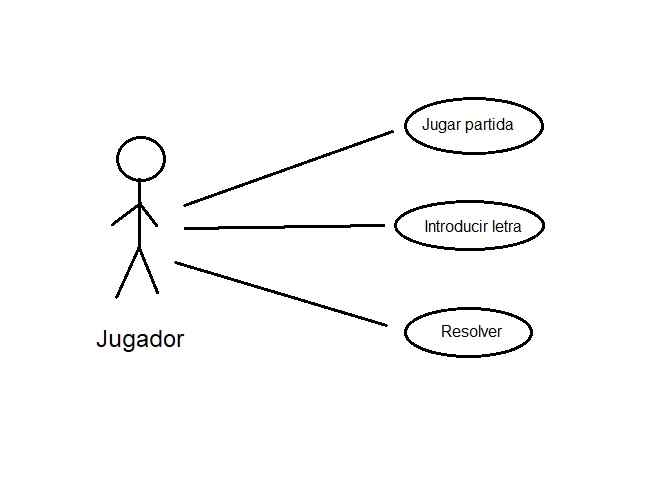 Jugar partida
Introducir letra
Resolver
Jugador